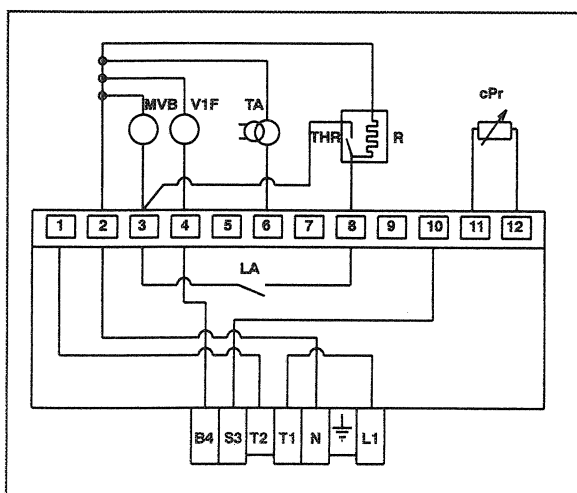 MVB V1F TA cPr
THR R
1 2 3 4 5 6 7 8 9 10 11 12
LA
B4 S3 T2 T1 N L1